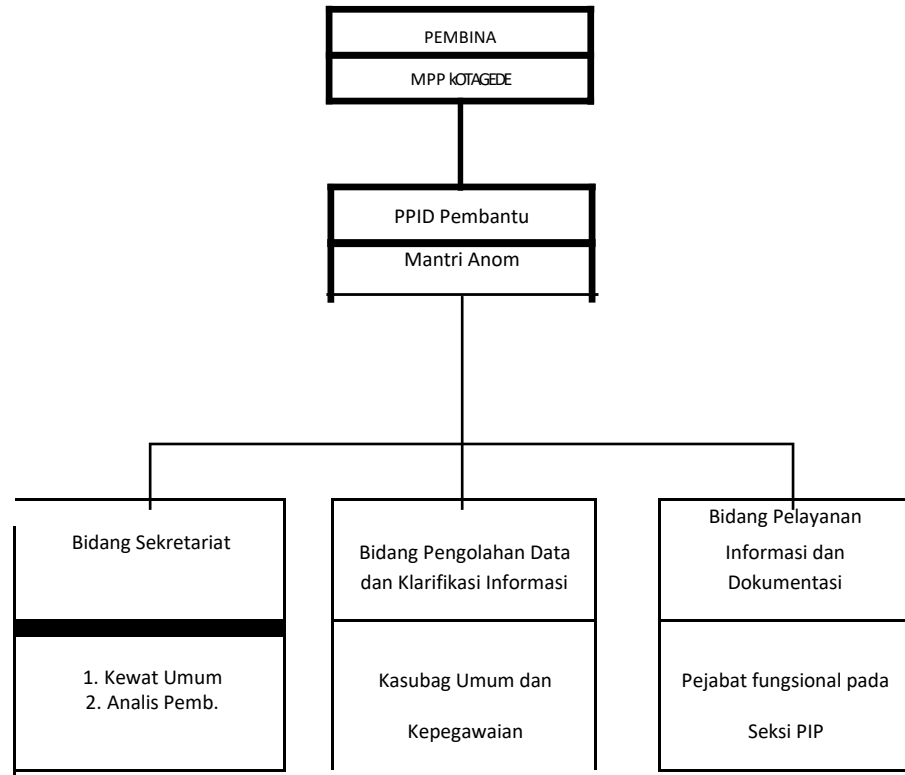 PEMBINA
MPP kOTAGEDE
PPID Pembantu
Mantri Anom
Bidang Sekretariat
1. Kewat Umum
2. Analis Pemb.
Bidang Pengolahan Data
dan Klarifikasi Informasi
Kasubag Umum dan
Kepegawaian
Bidang Pelayanan
Informasi dan
Dokumentasi
Pejabat fungsional pada
Seksi PIP